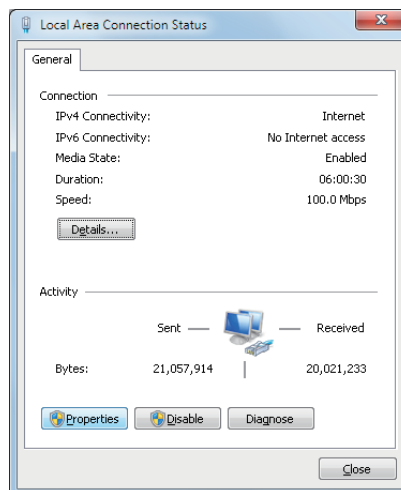 Local Area Connection Status
General
Connection
IPv4 Connectivity: Internet
IPv6 Connectivity: No Internet access
Media State: Enabled
Duration: 06:00:30
Speed: 100.0 Mbps
Details...
Activity
Sent — — Received
Bytes: 21,057,914 | 20,021,233
Properties Disable Diagnose
Close